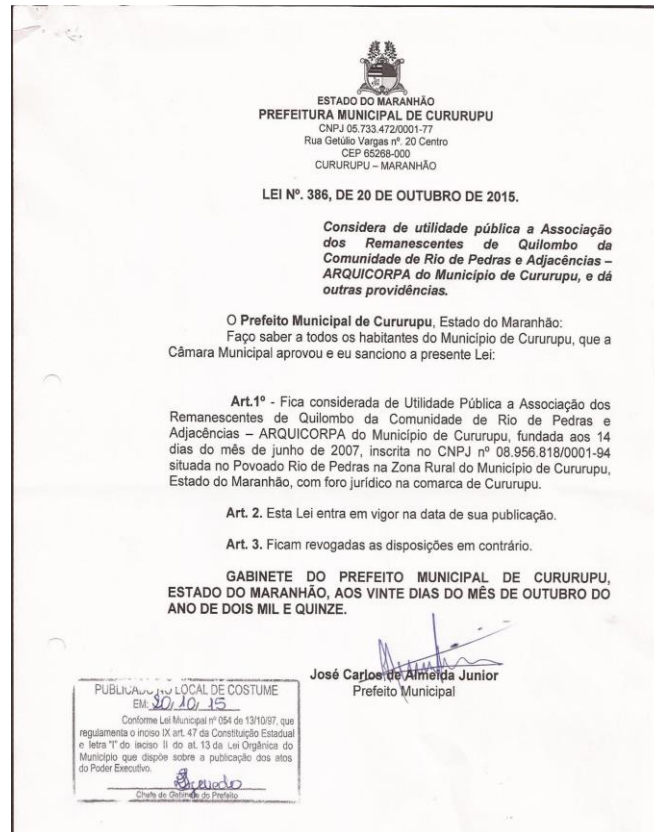 ESTADO DO MARANHÃO
PREFEITURA MUNICIPAL DE CURURUPU
CNPJ 05.733.472/0001-77
Rua Getúlio Vargas nº. 20 Centro
CEP 65268-000
CURURUPU – MARANHÃO
LEI Nº. 386, DE 20 DE OUTUBRO DE 2015.
Considera de utilidade pública a Associação
dos Remanescentes de Quilombo da
Comunidade de Rio de Pedras e Adjacências –
ARQUICORPA do Município de Cururupu, e dá
outras providências.
O Prefeito Municipal de Cururupu, Estado do Maranhão:
Faço saber a todos os habitantes do Município de Cururupu, que a
Câmara Municipal aprovou e eu sanciono a presente Lei:
Art.1º - Fica considerada de Utilidade Pública a Associação dos
Remanescentes de Quilombo da Comunidade de Rio de Pedras e
Adjacências – ARQUICORPA do Município de Cururupu, fundada aos 14
dias do mês de junho de 2007, inscrita no CNPJ nº 08.956.818/0001-94
situada no Povoado Rio de Pedras na Zona Rural do Município de Cururupu,
Estado do Maranhão, com foro jurídico na comarca de Cururupu.
Art. 2. Esta Lei entra em vigor na data de sua publicação.
Art. 3. Ficam revogadas as disposições em contrário.
GABINETE DO PREFEITO MUNICIPAL DE CURURUPU,
ESTADO DO MARANHÃO, AOS VINTE DIAS DO MÊS DE OUTUBRO DO
ANO DE DOIS MIL E QUINZE.
José Carlos de Almeida Junior
Prefeito Municipal
PUBLICADO NO LOCAL DE COSTUME
EM: 20/10/15
Conforme Lei Municipal nº 054 de 13/10/97, que
regulamenta o inciso IX art. 47 da Constituição Estadual
e letra "I" do inciso II do at. 13 da Lei Orgânica do
Município que dispõe sobre a publicação dos atos
do Poder Executivo.
Azevedo
Chefe de Gabinete do Prefeito